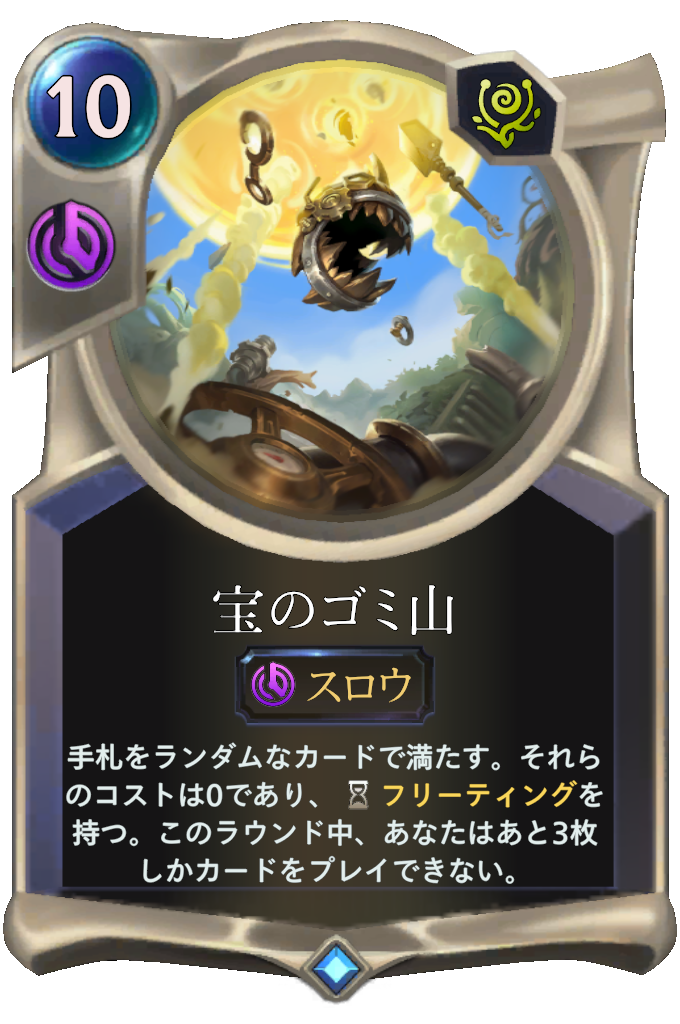 10
宝のゴミ山
スロウ
手札をランダムなカードで満たす。それら
のコストは0であり、 フリーティングを
持つ。このラウンド中、あなたはあと3枚
しかカードをプレイできない。